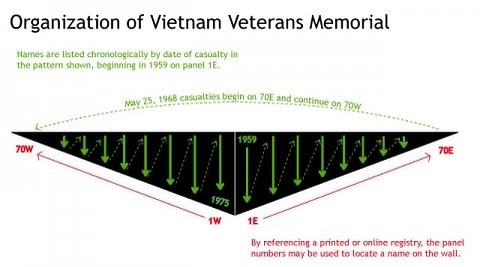 Organization of Vietnam Veterans Memorial
Names are listed chronologically by date of casualty in
the pattern shown, beginning in 1959 on panel 1E.
May 25, 1968 casualties begin on 70E and continue on 70W
1959
70W
70E
1975
1W
1E
By referencing a printed or online registry, the panel
numbers may be used to locate a name on the wall.